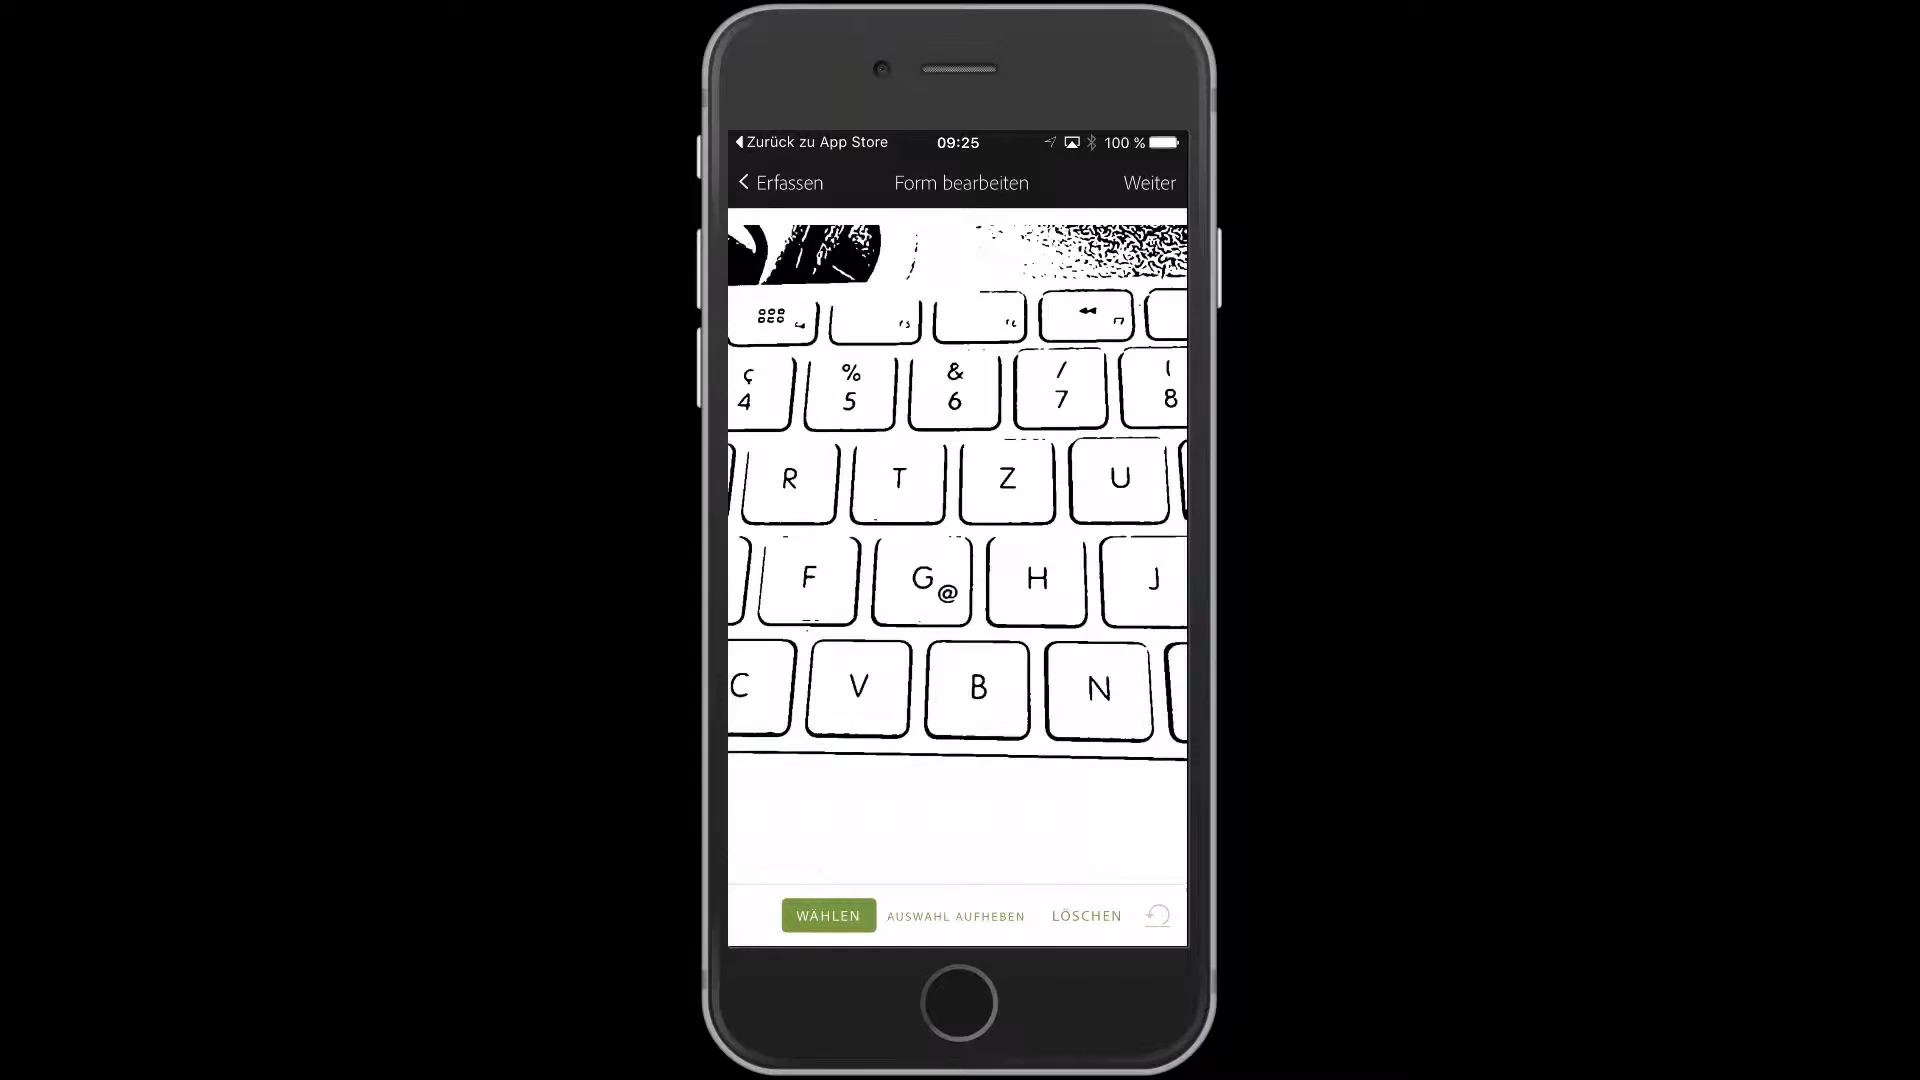 Zurück zu App Store 09:25 100 %
Erfassen Form bearbeiten Weiter
ç % & / (
4 5 6 7 8
R T Z U
F G @ H J
C V B N
WÄHLEN AUSWAHL AUFHEBEN LÖSCHEN